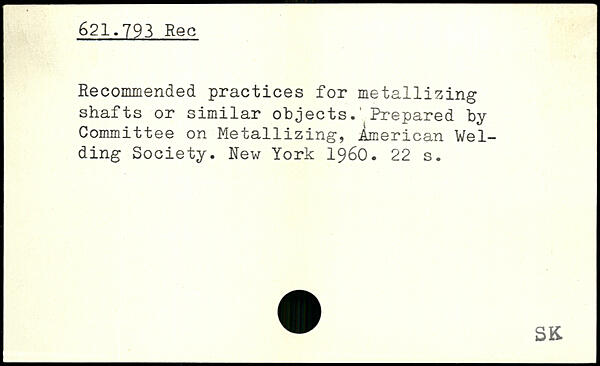 621.793 Rec
Recommended practices for metallizing
shafts or similar objects. Prepared by
Committee on Metallizing, American Wel-
ding Society. New York 1960. 22 s.
SK